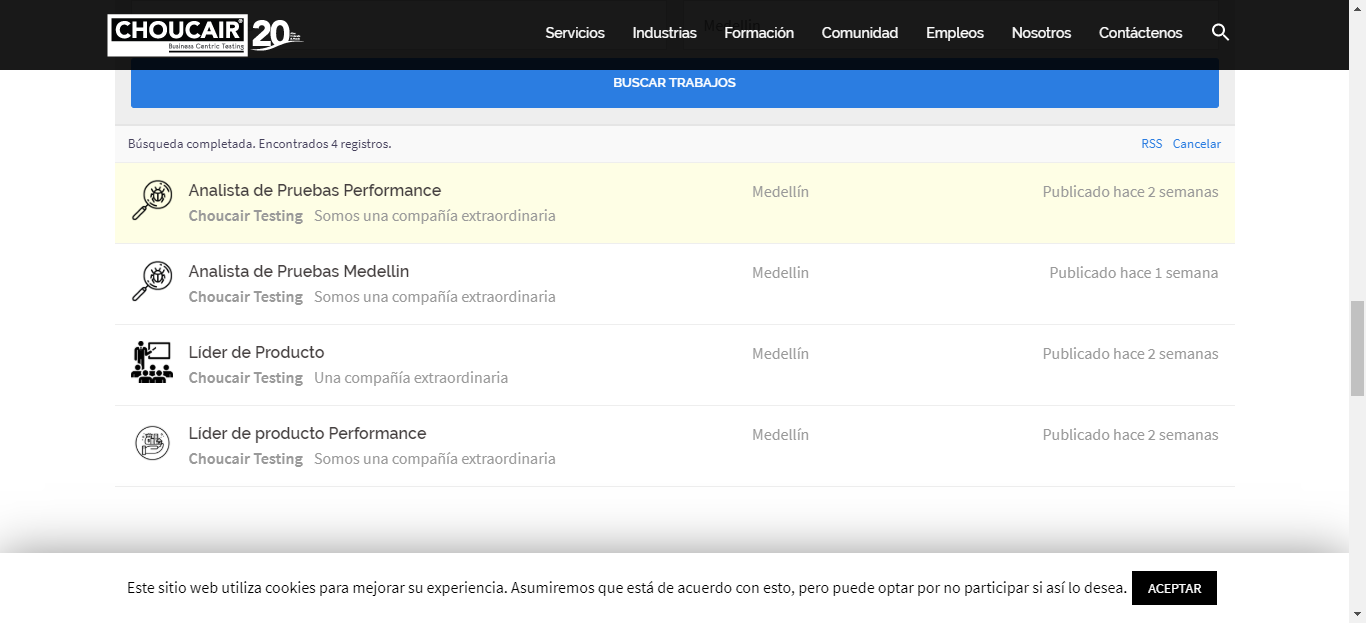 CHOUCAIR®
Business Centric Testing
20
Servicios Industrias Formación Comunidad Empleos Nosotros Contáctenos
Medellín
BUSCAR TRABAJOS
Búsqueda completada. Encontrados 4 registros. RSS Cancelar
Analista de Pruebas Performance Medellín Publicado hace 2 semanas
Choucair Testing Somos una compañía extraordinaria
Analista de Pruebas Medellin Medellin Publicado hace 1 semana
Choucair Testing Somos una compañía extraordinaria
Líder de Producto Medellín Publicado hace 2 semanas
Choucair Testing Una compañía extraordinaria
Líder de producto Performance Medellín Publicado hace 2 semanas
Choucair Testing Somos una compañía extraordinaria
Este sitio web utiliza cookies para mejorar su experiencia. Asumiremos que está de acuerdo con esto, pero puede optar por no participar si así lo desea. ACEPTAR